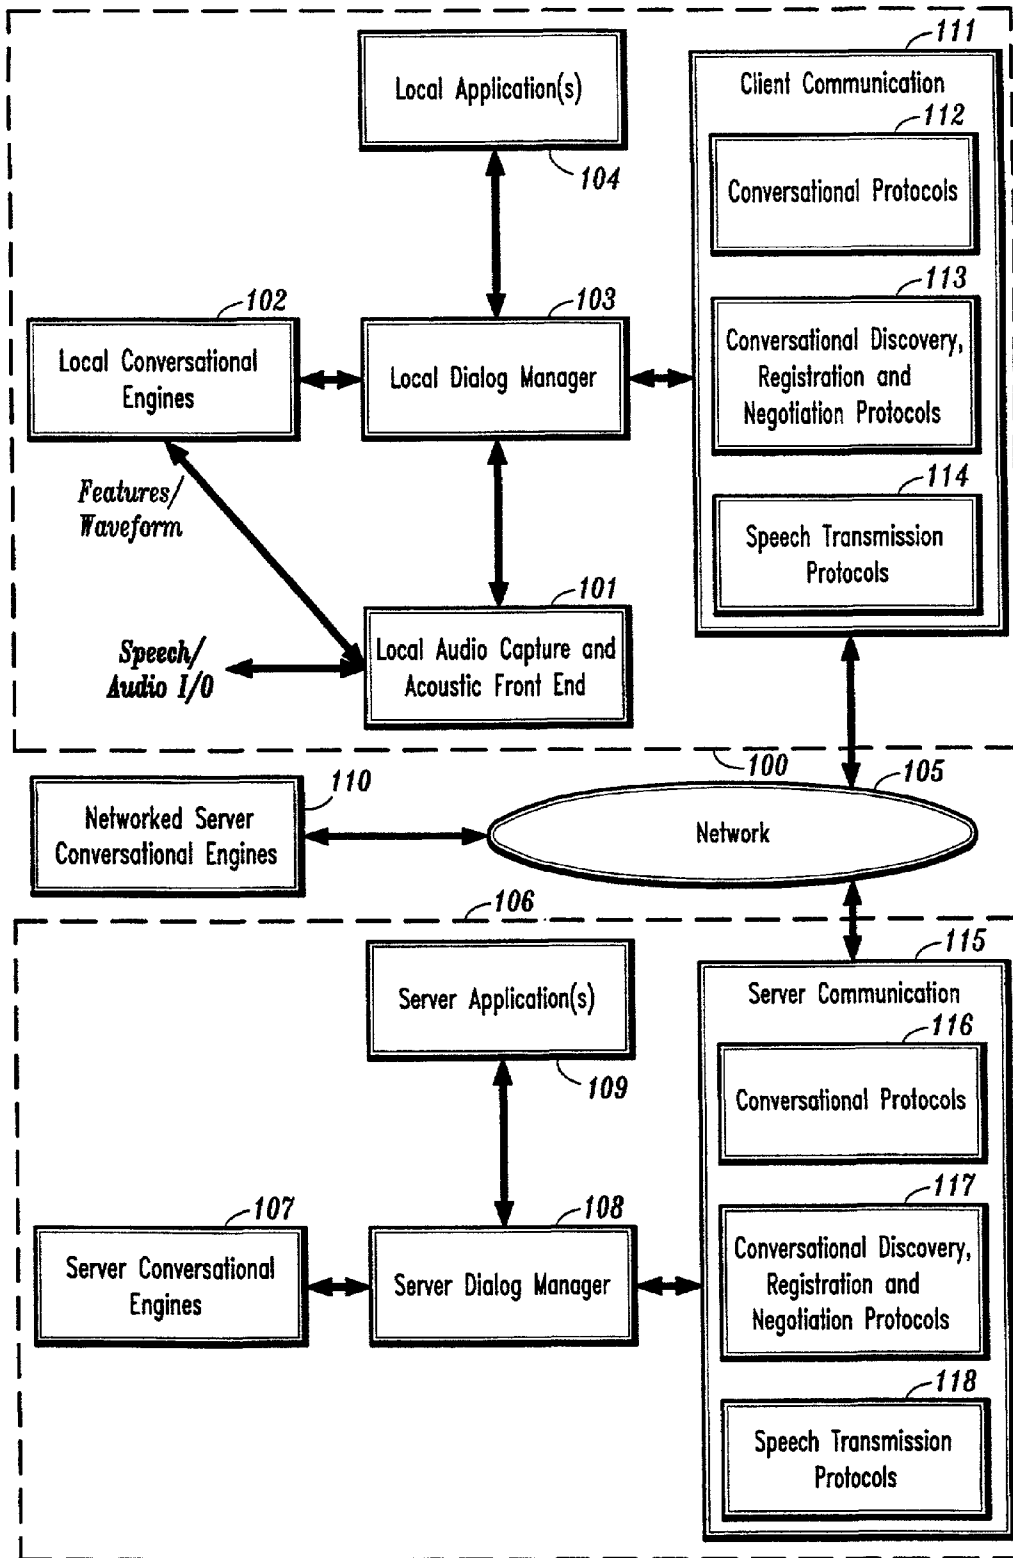 111
Local Application(s)
104
Client Communication
112
Conversational Protocols
113
Conversational Discovery,
Registration and
Negotiation Protocols
114
Speech Transmission
Protocols
102
Local Conversational
Engines
103
Local Dialog Manager
Features/
Waveform
101
Local Audio Capture and
Acoustic Front End
Speech/
Audio I/O
100
105
Network
110
Networked Server
Conversational Engines
106
Server Application(s)
109
115
Server Communication
116
Conversational Protocols
117
Conversational Discovery,
Registration and
Negotiation Protocols
118
Speech Transmission
Protocols
107
Server Conversational
Engines
108
Server Dialog Manager